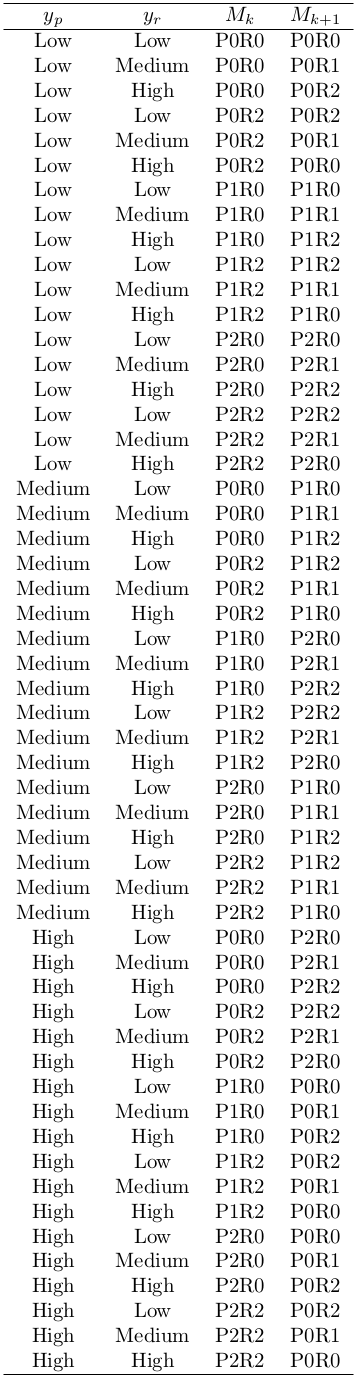 y_p y_r M_k M_{k+1}
Low Low P0R0 P0R0
Low Medium P0R0 P0R1
Low High P0R0 P0R2
Low Low P0R2 P0R2
Low Medium P0R2 P0R1
Low High P0R2 P0R0
Low Low P1R0 P1R0
Low Medium P1R0 P1R1
Low High P1R0 P1R2
Low Low P1R2 P1R2
Low Medium P1R2 P1R1
Low High P1R2 P1R0
Low Low P2R0 P2R0
Low Medium P2R0 P2R1
Low High P2R0 P2R2
Low Low P2R2 P2R2
Low Medium P2R2 P2R1
Low High P2R2 P2R0
Medium Low P0R0 P1R0
Medium Medium P0R0 P1R1
Medium High P0R0 P1R2
Medium Low P0R2 P1R2
Medium Medium P0R2 P1R1
Medium High P0R2 P1R0
Medium Low P1R0 P2R0
Medium Medium P1R0 P2R1
Medium High P1R0 P2R2
Medium Low P1R2 P2R2
Medium Medium P1R2 P2R1
Medium High P1R2 P2R0
Medium Low P2R0 P1R0
Medium Medium P2R0 P1R1
Medium High P2R0 P1R2
Medium Low P2R2 P1R2
Medium Medium P2R2 P1R1
Medium High P2R2 P1R0
High Low P0R0 P2R0
High Medium P0R0 P2R1
High High P0R0 P2R2
High Low P0R2 P2R2
High Medium P0R2 P2R1
High High P0R2 P2R0
High Low P1R0 P0R0
High Medium P1R0 P0R1
High High P1R0 P0R2
High Low P1R2 P0R2
High Medium P1R2 P0R1
High High P1R2 P0R0
High Low P2R0 P0R0
High Medium P2R0 P0R1
High High P2R0 P0R2
High Low P2R2 P0R2
High Medium P2R2 P0R1
High High P2R2 P0R0